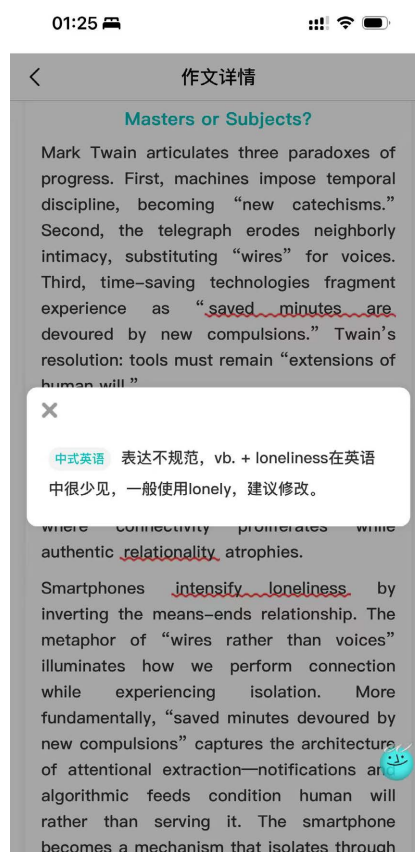 01:25
作文详情
Masters or Subjects?
Mark Twain articulates three paradoxes of
progress. First, machines impose temporal
discipline, becoming “new catechisms.”
Second, the telegraph erodes neighborly
intimacy, substituting “wires” for voices.
Third, time-saving technologies fragment
experience as “saved minutes are
devoured by new compulsions.” Twain’s
resolution: tools must remain “extensions of
human will.”
中式英语 表达不规范，vb. + loneliness在英语
中很少见，一般使用lonely，建议修改。
where connectivity proliferates while
authentic relationality atrophies.
Smartphones intensify loneliness by
inverting the means-ends relationship. The
metaphor of “wires rather than voices”
illuminates how we perform connection
while experiencing isolation. More
fundamentally, “saved minutes devoured by
new compulsions” captures the architecture
of attentional extraction—notifications and
algorithmic feeds condition human will
rather than serving it. The smartphone
becomes a mechanism that isolates through